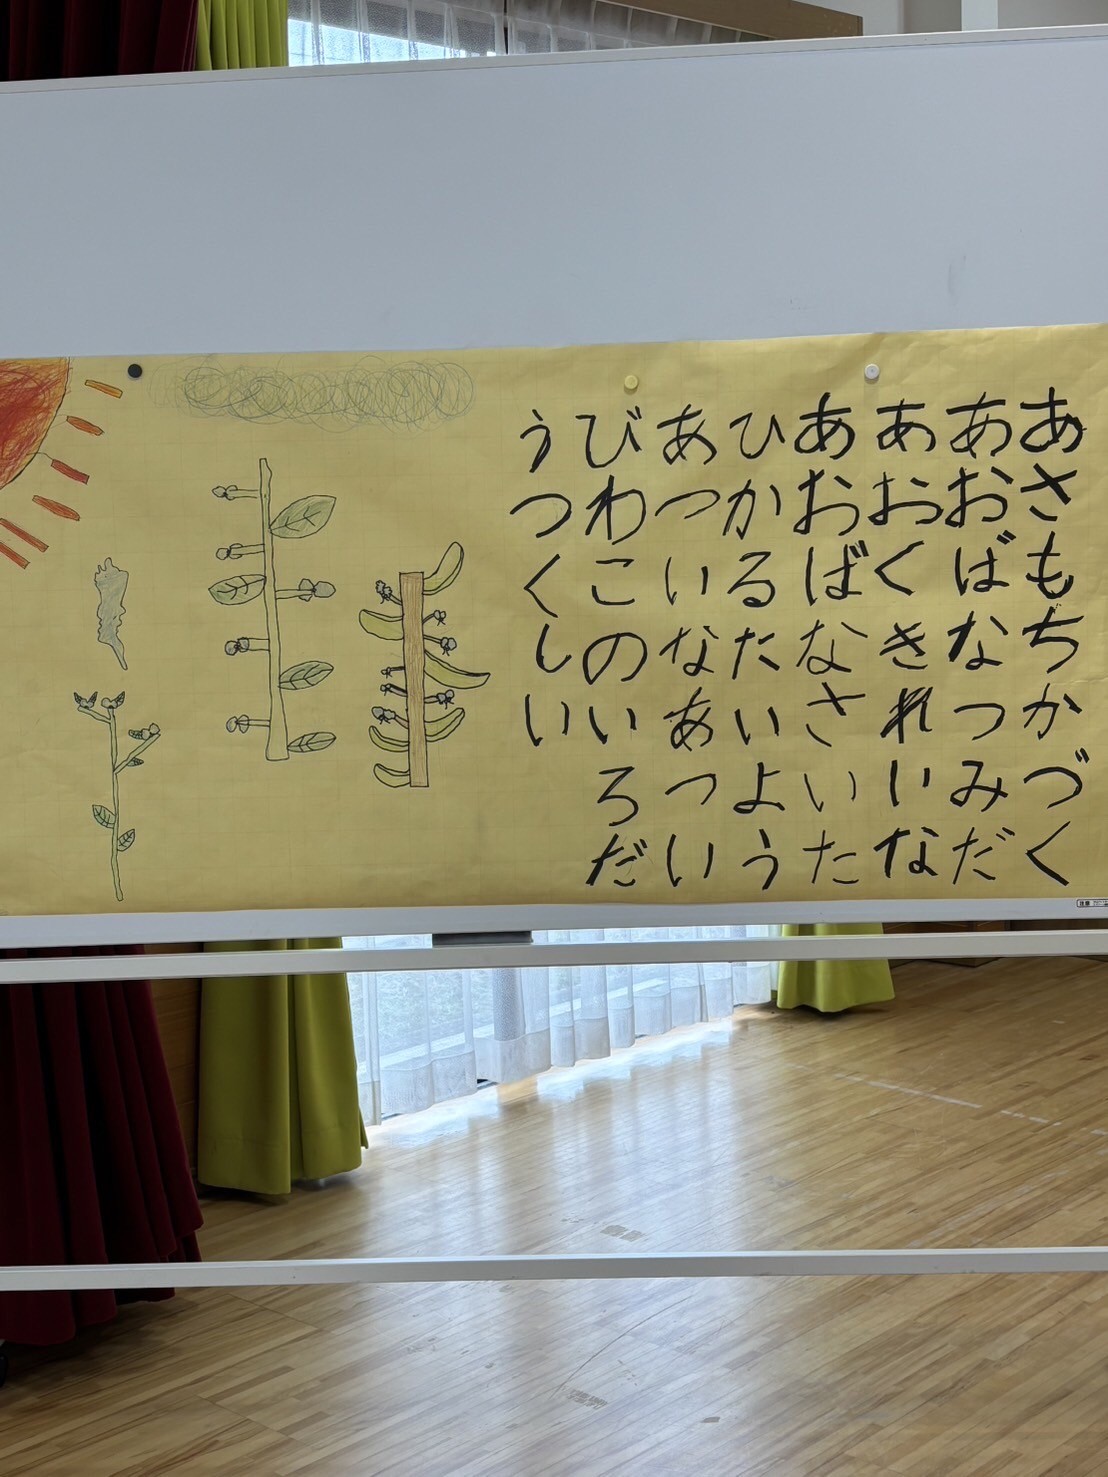 あさもちかづく
あおばなつみだ
あおくきれいな
あおばなさいた
ひかるたいよう
あついなあつい
びわこのいろだ
うつくしい